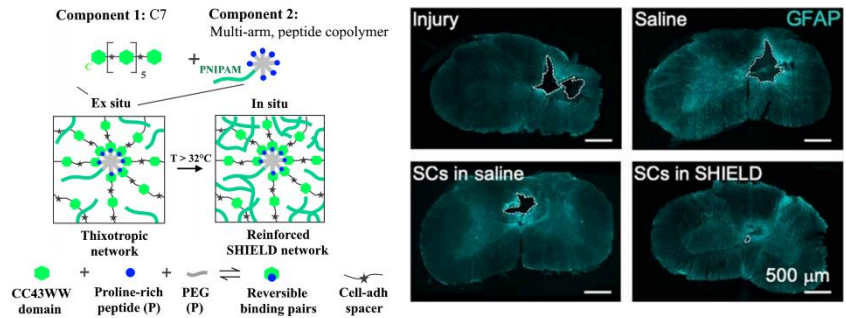 Component 1: C7
Component 2:
Multi-arm, peptide copolymer
C
5
+
PNIPAM
Ex situ
In situ
T > 32°C
Thixotropic
network
Reinforced
SHIELD network
+
+
⇌
CC43WW
domain
Proline-rich
peptide (P)
PEG
(P)
Reversible
binding pairs
Cell-adh
spacer
Injury
Saline
GFAP
SCs in saline
SCs in SHIELD
500 μm